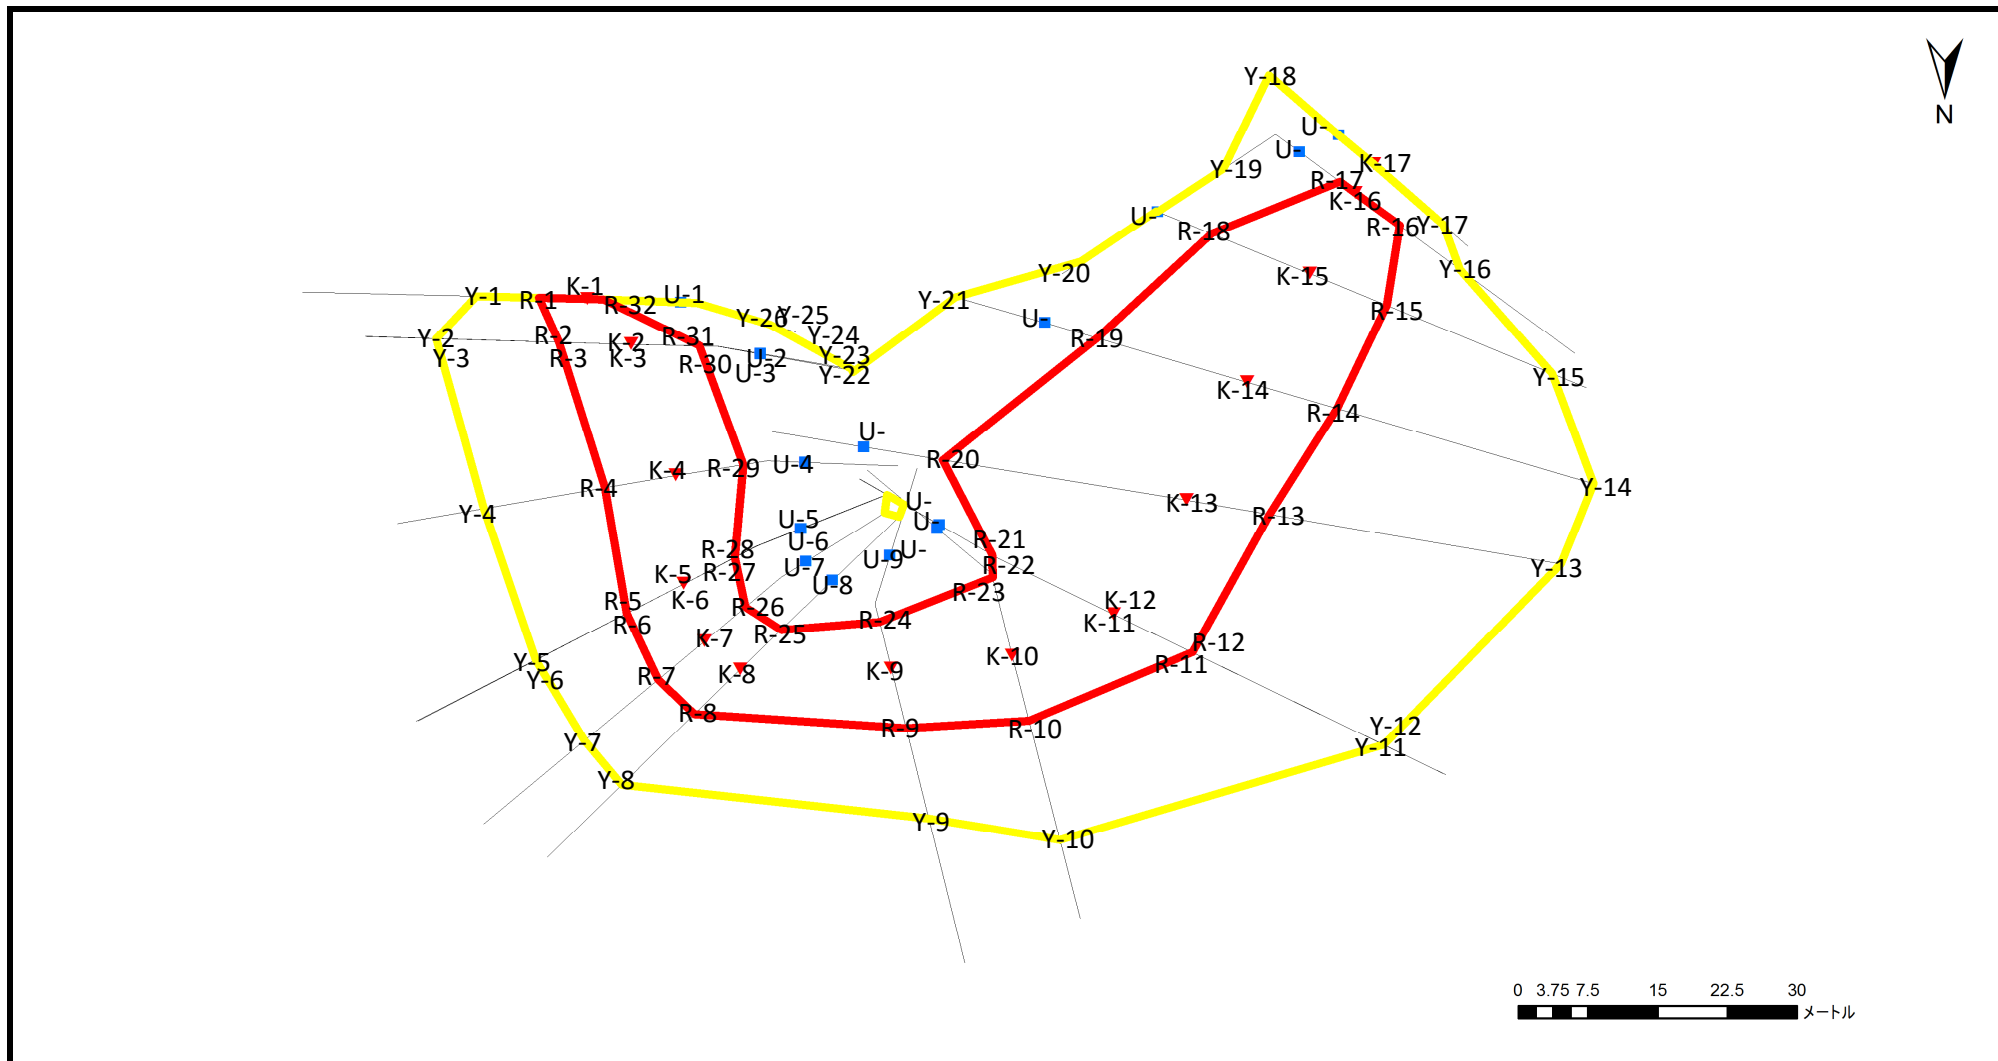 Y-18
U-
U-
K-17
Y-19
R-17
K-16
U-
R-18
R-16
Y-17
N
Y-20
K-15
Y-16
Y-1
R-1
K-1
R-32
U-1
Y-21
Y-26
Y-25
U-
R-15
Y-2
R-2
K-2
R-31
Y-24
R-19
Y-3
R-3
K-3
R-30
U-2
Y-23
U-3
Y-22
K-14
Y-15
R-14
U-
K-4
R-29
U-4
R-20
R-4
Y-14
Y-4
U-
K-13
R-13
U-5
U-
R-28
U-6
U-9
U-
R-21
K-5
R-27
U-7
R-22
Y-13
U-8
R-5
K-6
R-26
R-23
K-12
R-6
K-7
R-25
R-24
K-11
R-12
Y-5
K-8
K-9
K-10
R-11
Y-6
R-7
R-8
R-9
R-10
Y-12
Y-7
Y-11
Y-8
Y-9
Y-10
0 3.75 7.5 15 22.5 30
メートル